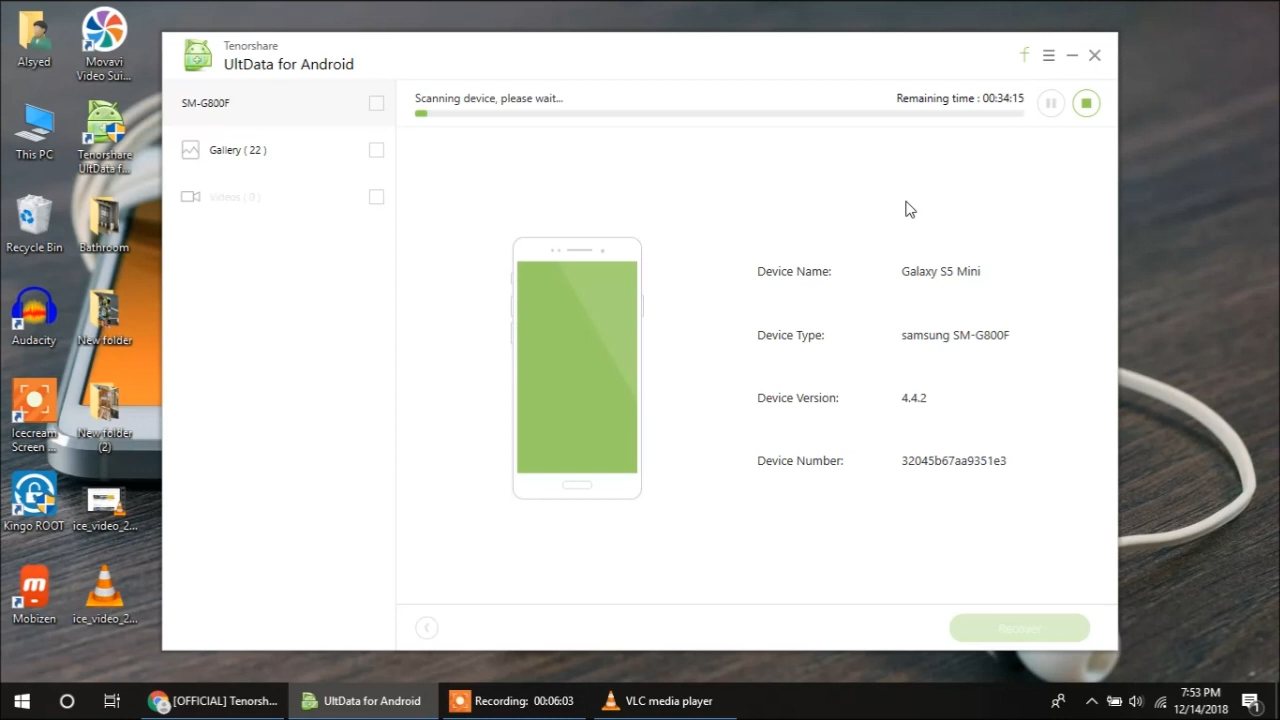 Alsyed
Movavi
Video Sui...
This PC
Tenorshare
UltData f...
Recycle Bin
Bathroom
Audacity
New folder
Icecream
Screen ...
New folder
(2)
Kingo ROOT
ice_video_2...
Mobizen
ice_video_2...
Tenorshare
UltData for Android
f
SM-G800F
Gallery ( 22 )
Videos ( 0 )
Scanning device, please wait...
Remaining time : 00:34:15
Device Name:
Galaxy S5 Mini
Device Type:
samsung SM-G800F
Device Version:
4.4.2
Device Number:
32045b67aa9351e3
Recover
[OFFICIAL] Tenorsh...
UltData for Android
Recording: 00:06:03
VLC media player
7:53 PM
12/14/2018
1